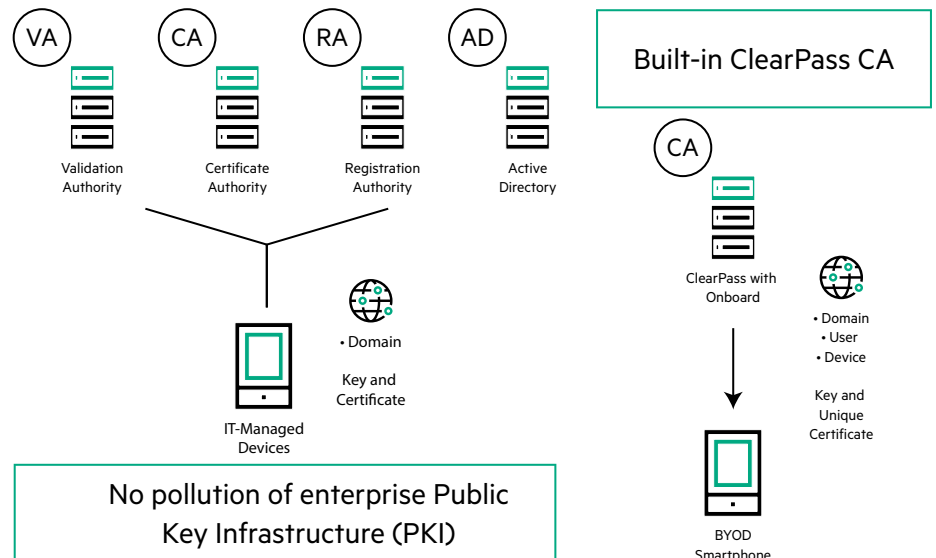 VA
CA
RA
AD
Validation
Authority
Certificate
Authority
Registration
Authority
Active
Directory
• Domain
Key and
Certificate
IT-Managed
Devices
No pollution of enterprise Public
Key Infrastructure (PKI)
Built-in ClearPass CA
CA
ClearPass with
Onboard
• Domain
• User
• Device
Key and
Unique
Certificate
BYOD
Smartphone